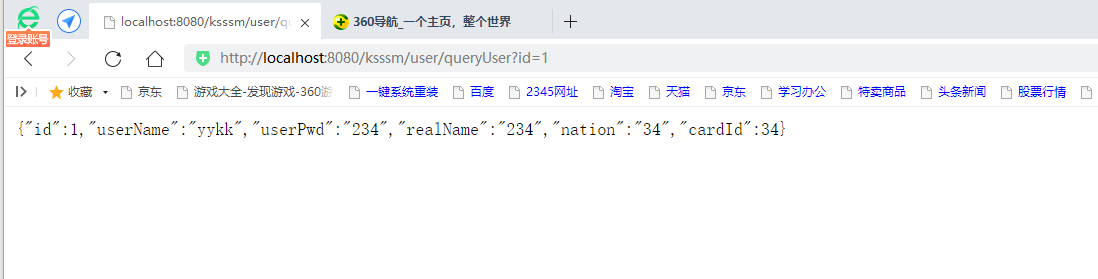 localhost:8080/ksssm/user/qu
360导航_一个主页，整个世界
登录账号
http://localhost:8080/ksssm/user/queryUser?id=1
收藏 京东 游戏大全-发现游戏-360游 一键系统重装 百度 2345网址 淘宝 天猫 京东 学习办公 特卖商品 头条新闻 股票行情
{"id":1,"userName":"yykk","userPwd":"234","realName":"234","nation":"34","cardId":34}